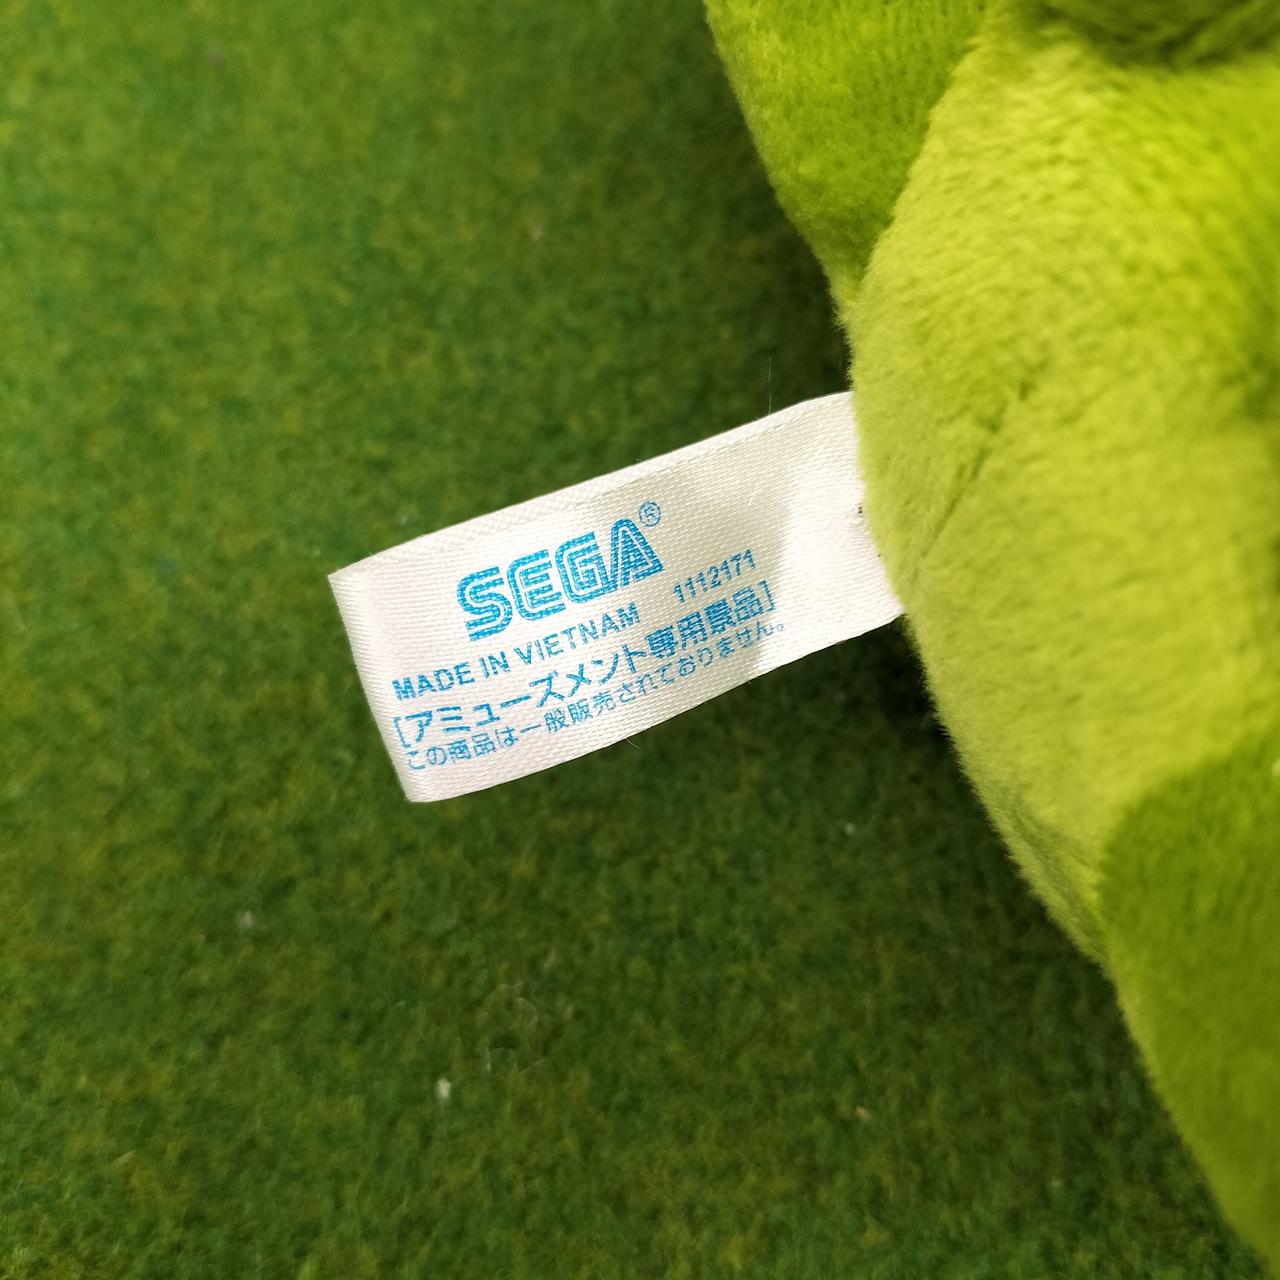 SEGA®
MADE IN VIETNAM 1112171
[アミューズメント専用景品]
この商品は一般販売されておりません。